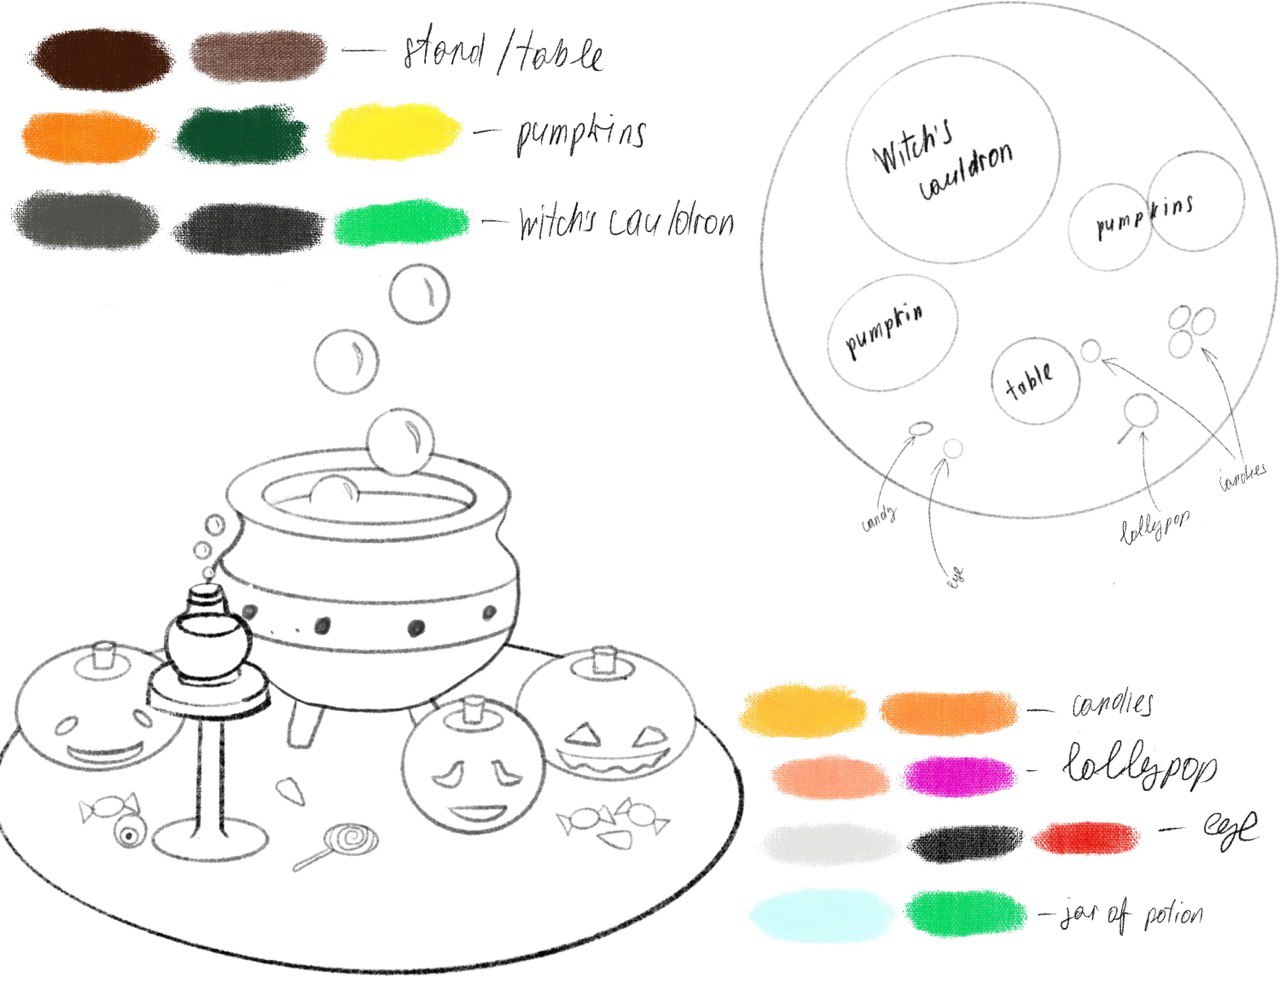 stand/table
pumpkins
witch's cauldron
Witch's
cauldron
pumpkins
pumpkin
table
candy
eye
lollypop
candies
candies
lollypop
eye
jar of potion